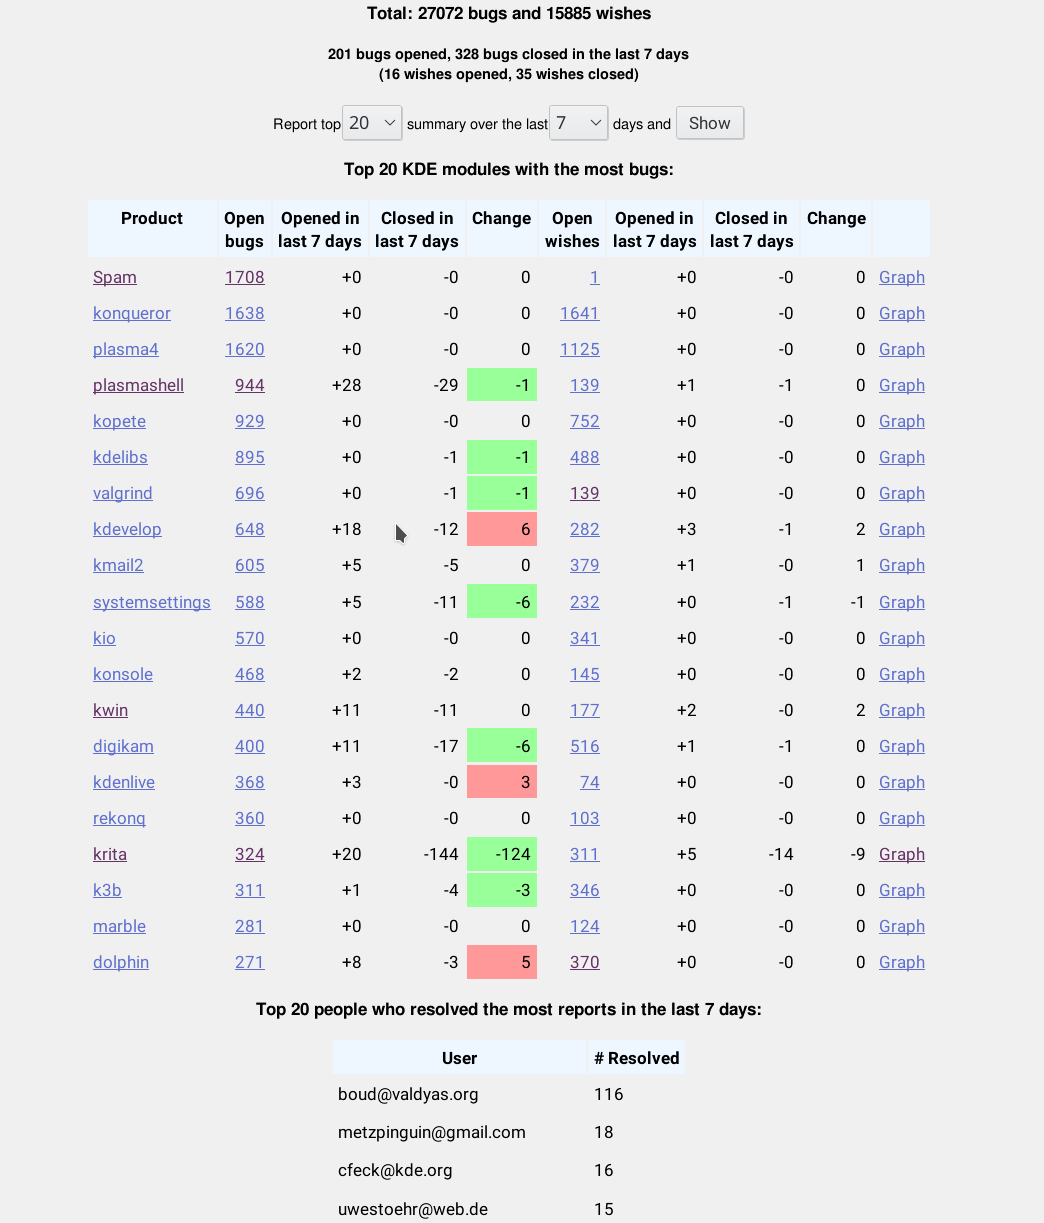 Total: 27072 bugs and 15885 wishes
201 bugs opened, 328 bugs closed in the last 7 days
(16 wishes opened, 35 wishes closed)
Report top 20 summary over the last 7 days and Show
Top 20 KDE modules with the most bugs:
Product Open bugs Opened in last 7 days Closed in last 7 days Change Open wishes Opened in last 7 days Closed in last 7 days Change
Spam 1708 +0 -0 0 1 +0 -0 0 Graph
konqueror 1638 +0 -0 0 1641 +0 -0 0 Graph
plasma4 1620 +0 -0 0 1125 +0 -0 0 Graph
plasmashell 944 +28 -29 -1 139 +1 -1 0 Graph
kopete 929 +0 -0 0 752 +0 -0 0 Graph
kdelibs 895 +0 -1 -1 488 +0 -0 0 Graph
valgrind 696 +0 -1 -1 139 +0 -0 0 Graph
kdevelop 648 +18 -12 6 282 +3 -1 2 Graph
kmail2 605 +5 -5 0 379 +1 -0 1 Graph
systemsettings 588 +5 -11 -6 232 +0 -1 -1 Graph
kio 570 +0 -0 0 341 +0 -0 0 Graph
konsole 468 +2 -2 0 145 +0 -0 0 Graph
kwin 440 +11 -11 0 177 +2 -0 2 Graph
digikam 400 +11 -17 -6 516 +1 -1 0 Graph
kdenlive 368 +3 -0 3 74 +0 -0 0 Graph
rekonq 360 +0 -0 0 103 +0 -0 0 Graph
krita 324 +20 -144 -124 311 +5 -14 -9 Graph
k3b 311 +1 -4 -3 346 +0 -0 0 Graph
marble 281 +0 -0 0 124 +0 -0 0 Graph
dolphin 271 +8 -3 5 370 +0 -0 0 Graph
Top 20 people who resolved the most reports in the last 7 days:
User # Resolved
boud@valdyas.org 116
metzpinguin@gmail.com 18
cfeck@kde.org 16
uwestoehr@web.de 15